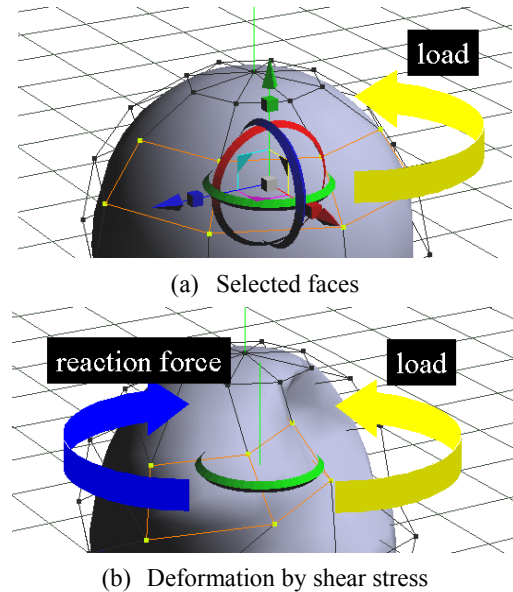 load
(a) Selected faces
reaction force
load
(b) Deformation by shear stress